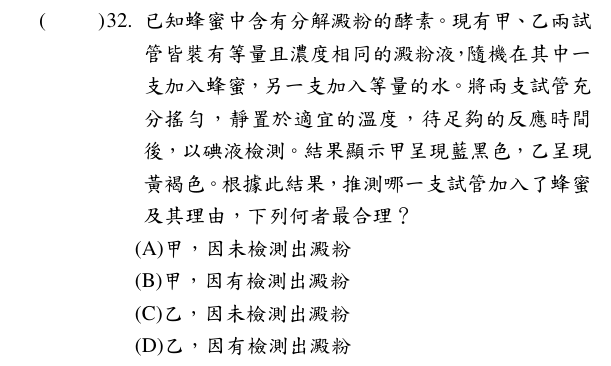 (　　)32. 已知蜂蜜中含有分解澱粉的酵素。現有甲、乙兩試
管皆裝有等量且濃度相同的澱粉液，隨機在其中一
支加入蜂蜜，另一支加入等量的水。將兩支試管充
分搖勻，靜置於適宜的溫度，待足夠的反應時間
後，以碘液檢測。結果顯示甲呈現藍黑色，乙呈現
黃褐色。根據此結果，推測哪一支試管加入了蜂蜜
及其理由，下列何者最合理？
(A)甲，因未檢測出澱粉
(B)甲，因有檢測出澱粉
(C)乙，因未檢測出澱粉
(D)乙，因有檢測出澱粉